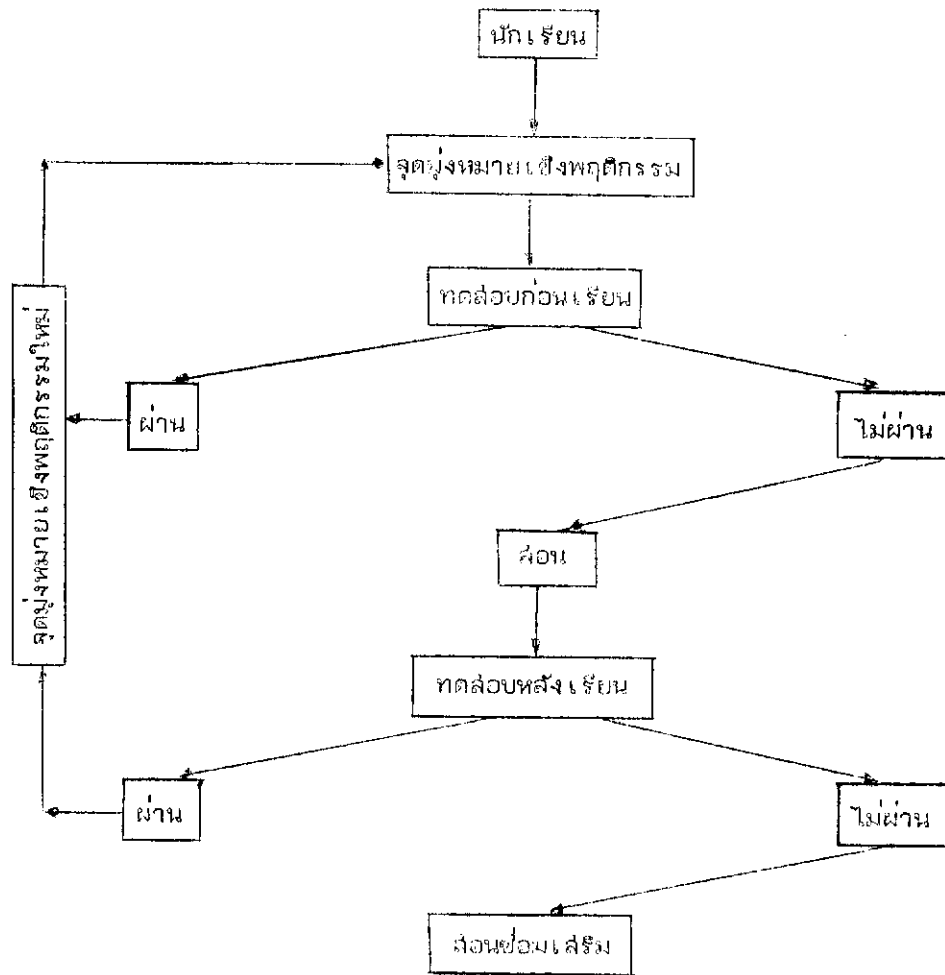 นักเรียน
จุดมุ่งหมายเชิงพฤติกรรม
ทดสอบก่อนเรียน
จุดมุ่งหมายเชิงพฤติกรรมใหม่
ผ่าน
ไม่ผ่าน
สอน
ทดสอบหลังเรียน
ผ่าน
ไม่ผ่าน
สอนซ่อมเสริม